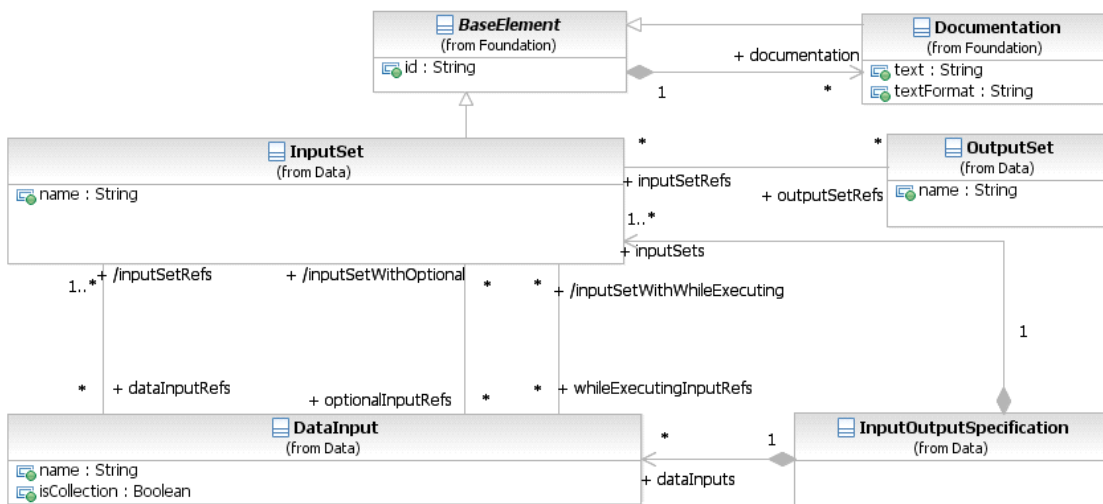 BaseElement
(from Foundation)
id : String
Documentation
(from Foundation)
text : String
textFormat : String
+ documentation
1
*
InputSet
(from Data)
name : String
*
*
+ inputSetRefs
+ outputSetRefs
OutputSet
(from Data)
name : String
1..*
+ inputSets
+ /inputSetRefs
1..*
+ /inputSetWithOptional
*
*
+ /inputSetWithWhileExecuting
1
*
+ dataInputRefs
+ optionalInputRefs
*
*
+ whileExecutingInputRefs
DataInput
(from Data)
name : String
isCollection : Boolean
*
1
+ dataInputs
InputOutputSpecification
(from Data)